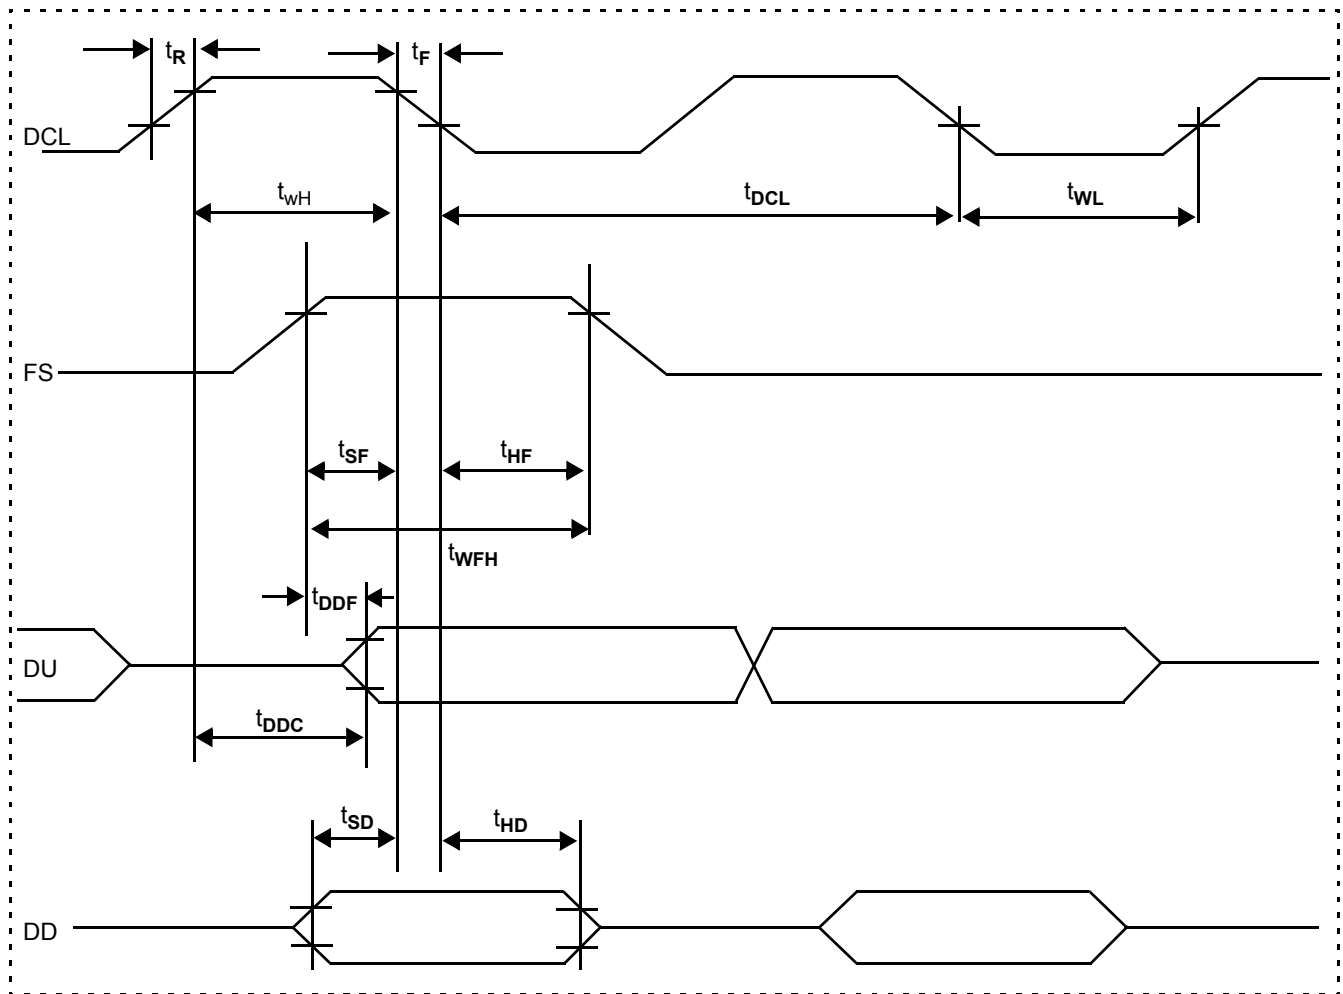 tR
tF
DCL
twH
tDCL
tWL
FS
tSF
tHF
tWFH
tDDF
DU
tDDC
tSD
tHD
DD